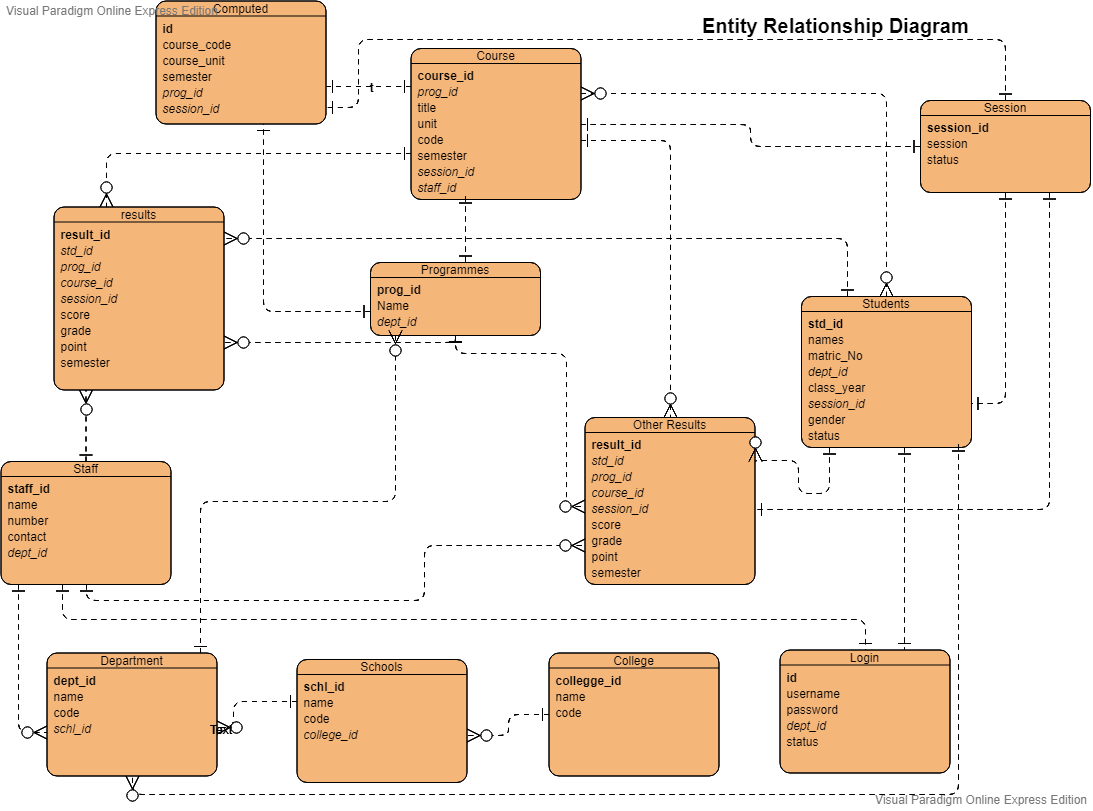 Visual Paradigm Online Express Edition
Entity Relationship Diagram
Computed
id
course_code
course_unit
semester
prog_id
session_id
t
Course
course_id
prog_id
title
unit
code
semester
session_id
staff_id
Session
session_id
session
status
results
result_id
std_id
prog_id
course_id
session_id
score
grade
point
semester
Programmes
prog_id
Name
dept_id
Students
std_id
names
matric_No
dept_id
class_year
session_id
gender
status
Other Results
result_id
std_id
prog_id
course_id
session_id
score
grade
point
semester
Staff
staff_id
name
number
contact
dept_id
Department
dept_id
name
code
schl_id
Text
Schools
schl_id
name
code
college_id
College
collegge_id
name
code
Login
id
username
password
dept_id
status
Visual Paradigm Online Express Edition